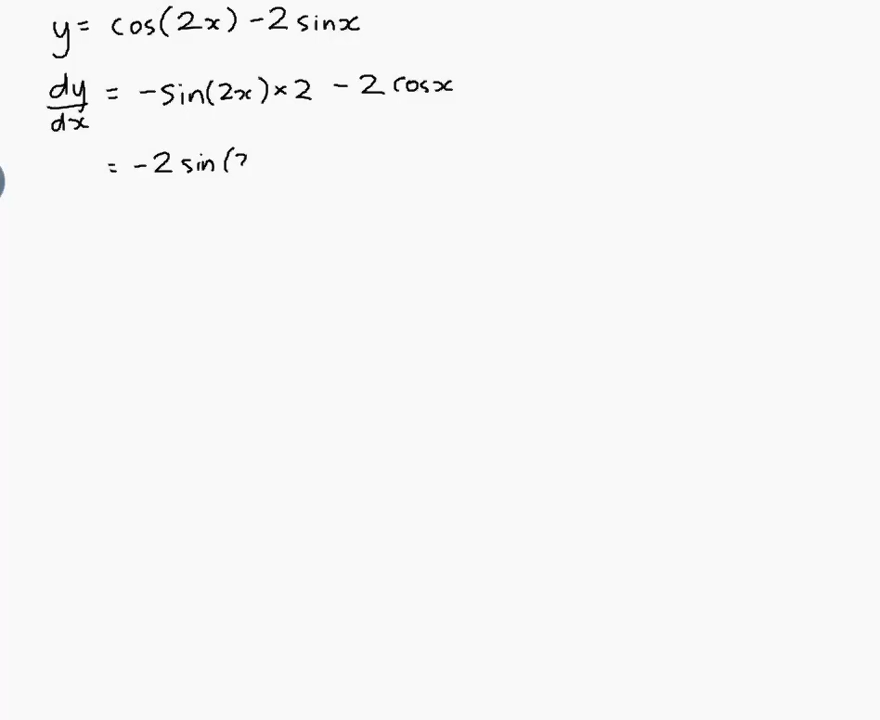 y = cos(2x) - 2 sinx
dy/dx = -sin(2x) × 2 - 2 cosx
= -2 sin(